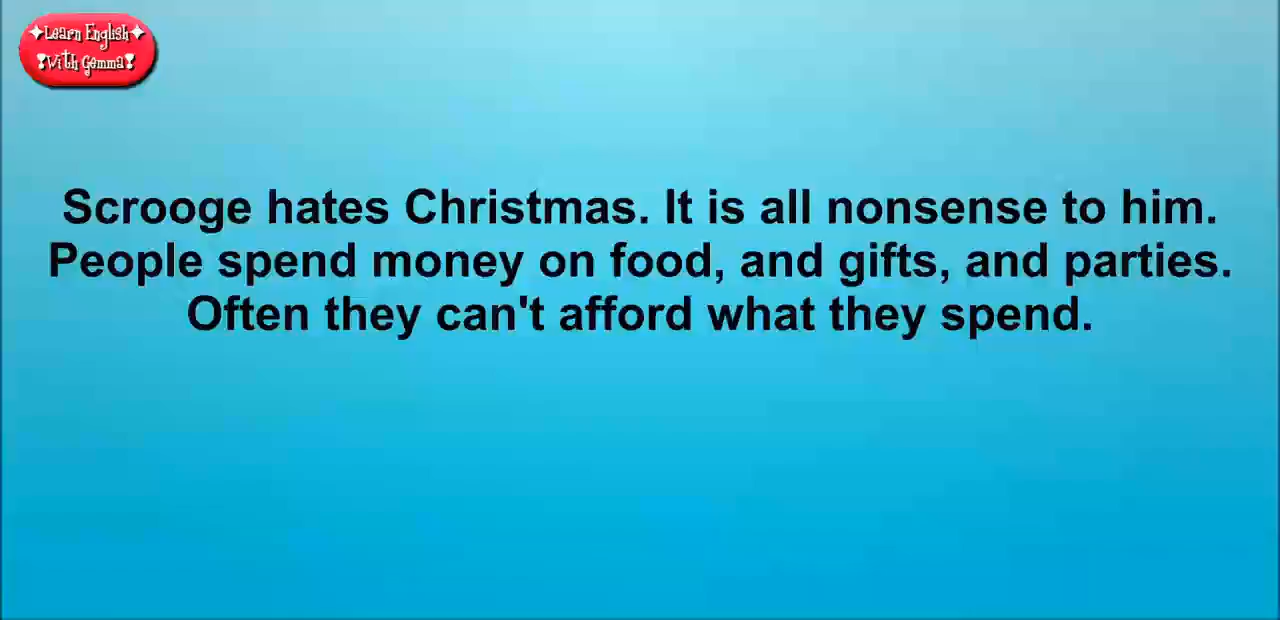 ✦Learn English✦
❣With Gemma❣
Scrooge hates Christmas. It is all nonsense to him.
People spend money on food, and gifts, and parties.
Often they can't afford what they spend.